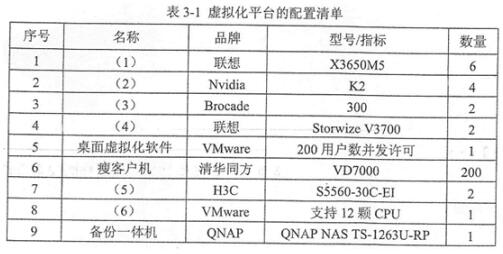 表 3-1 虚拟化平台的配置清单
序号 名称 品牌 型号/指标 数量
1 （1） 联想 X3650M5 6
2 （2） Nvidia K2 4
3 （3） Brocade 300 2
4 （4） 联想 Storwize V3700 2
5 桌面虚拟化软件 VMware 200 用户数并发许可 1
6 瘦客户机 清华同方 VD7000 200
7 （5） H3C S5560-30C-EI 2
8 （6） VMware 支持 12 颗 CPU 1
9 备份一体机 QNAP QNAP NAS TS-1263U-RP 1